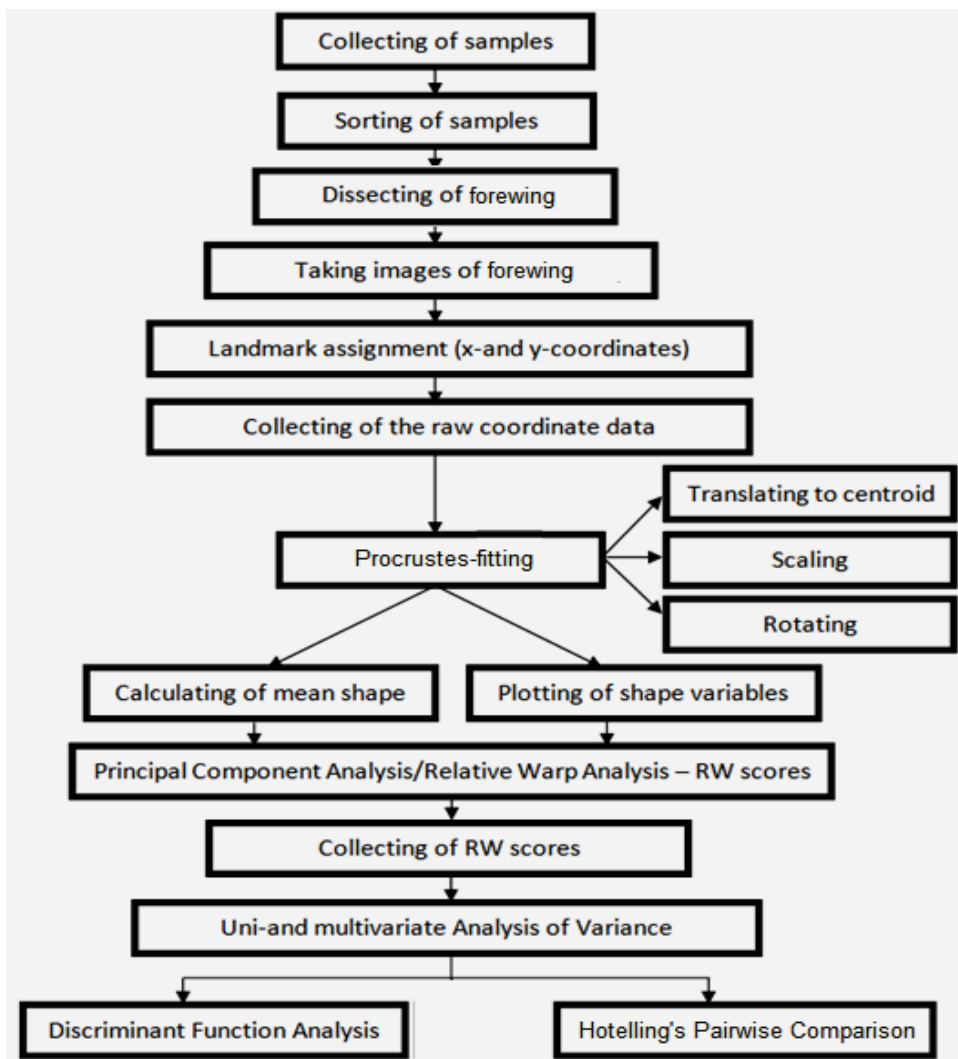 Collecting of samples
Sorting of samples
Dissecting of forewing
Taking images of forewing
Landmark assignment (x-and y-coordinates)
Collecting of the raw coordinate data
Translating to centroid
Procrustes-fitting
Scaling
Rotating
Calculating of mean shape
Plotting of shape variables
Principal Component Analysis/Relative Warp Analysis – RW scores
Collecting of RW scores
Uni-and multivariate Analysis of Variance
Discriminant Function Analysis
Hotelling's Pairwise Comparison